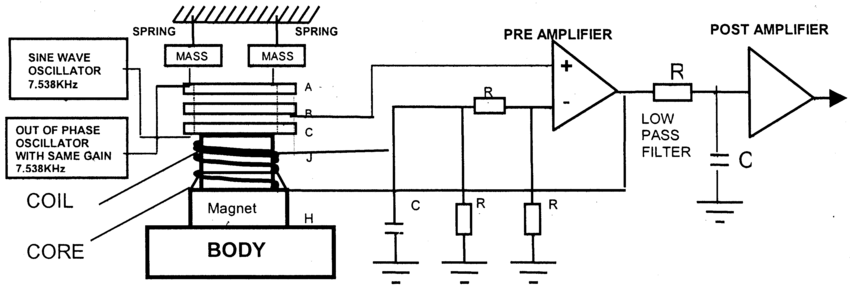 SPRING
SPRING
MASS
MASS
SINE WAVE
OSCILLATOR
7.538KHz
OUT OF PHASE
OSCILLATOR
WITH SAME GAIN
7.538KHz
A
B
C
J
COIL
CORE
Magnet
H
BODY
PRE AMPLIFIER
+
-
R
C
R
R
R
LOW
PASS
FILTER
C
POST AMPLIFIER